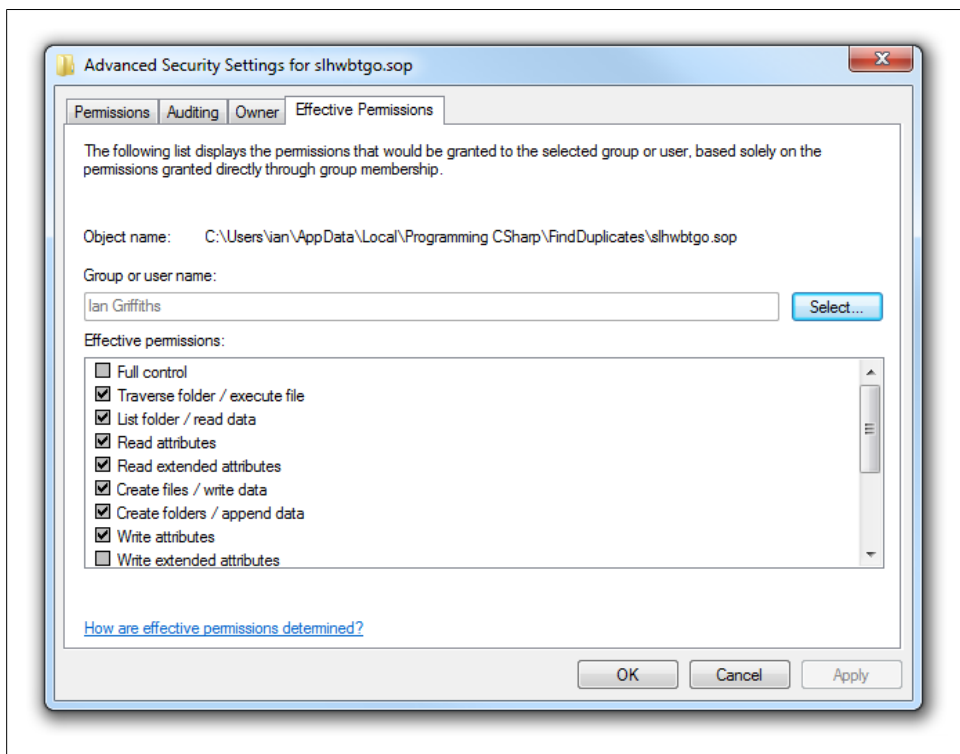 Advanced Security Settings for slhwbtgo.sop
Permissions Auditing Owner Effective Permissions
The following list displays the permissions that would be granted to the selected group or user, based solely on the
permissions granted directly through group membership.
Object name: C:\Users\ian\AppData\Local\Programming CSharp\FindDuplicates\slhwbtgo.sop
Group or user name:
Ian Griffiths
Select...
Effective permissions:
Full control
Traverse folder / execute file
List folder / read data
Read attributes
Read extended attributes
Create files / write data
Create folders / append data
Write attributes
Write extended attributes
How are effective permissions determined?
OK Cancel Apply